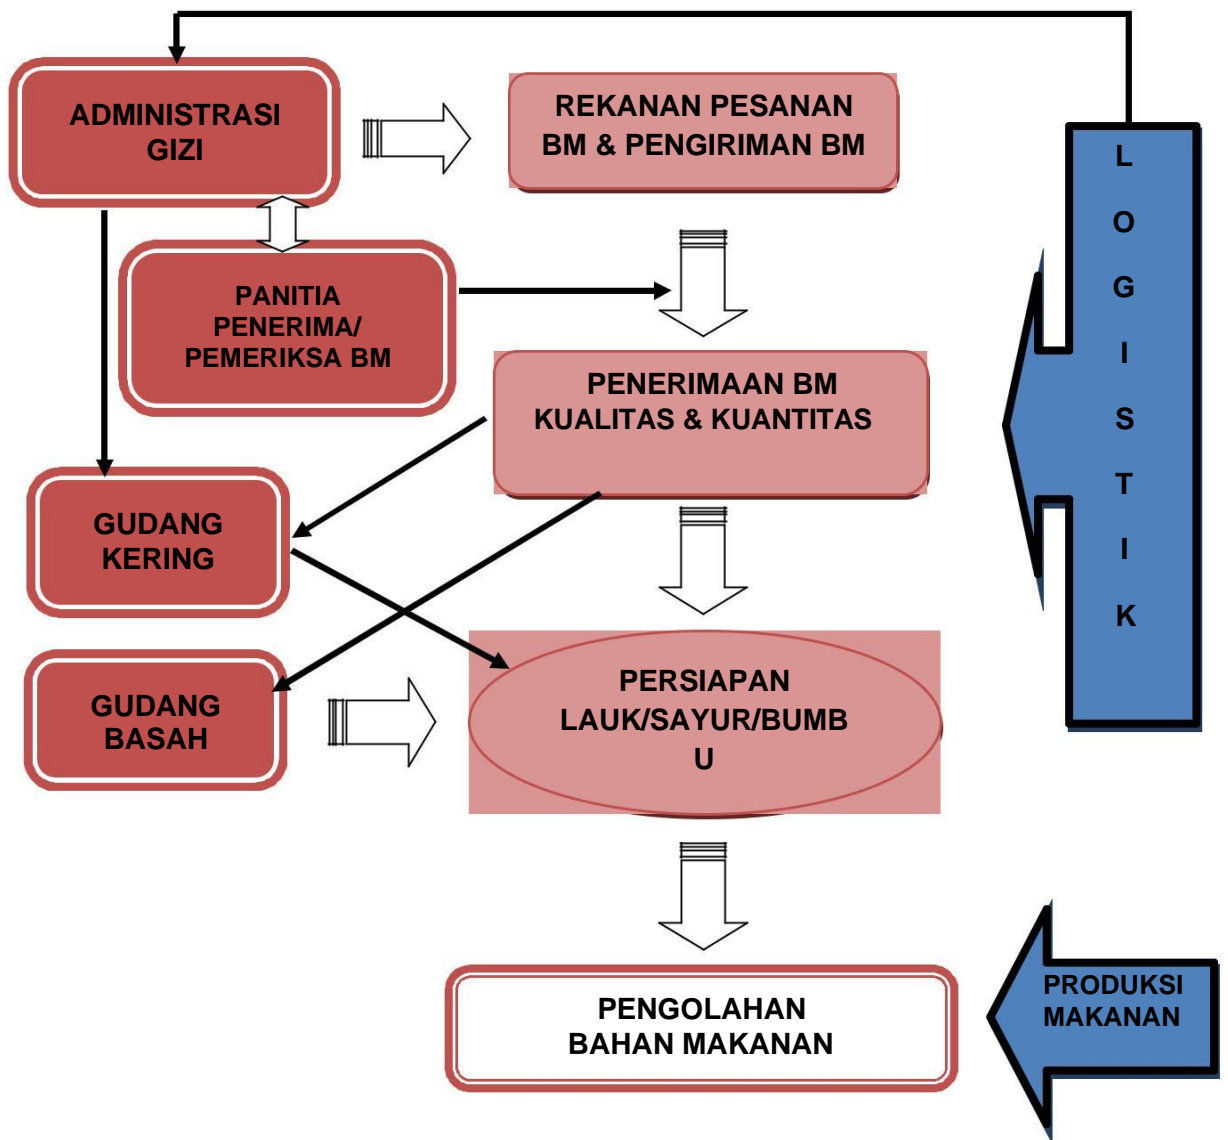 ADMINISTRASI
GIZI
REKANAN PESANAN
BM & PENGIRIMAN BM
PANITIA
PENERIMA/
PEMERIKSA BM
PENERIMAAN BM
KUALITAS & KUANTITAS
GUDANG
KERING
GUDANG
BASAH
PERSIAPAN
LAUK/SAYUR/BUMB
U
PENGOLAHAN
BAHAN MAKANAN
L
O
G
I
S
T
I
K
PRODUKSI
MAKANAN